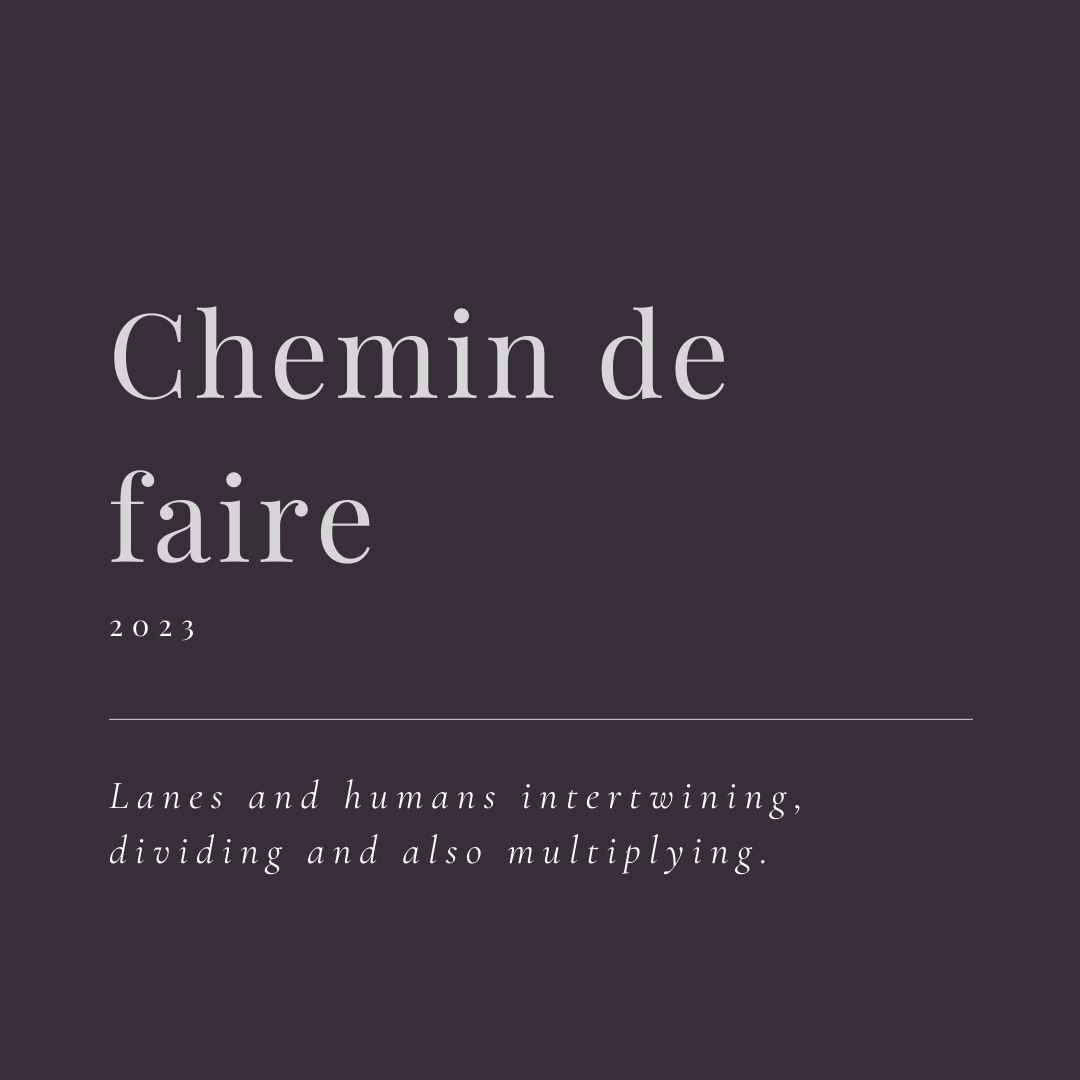 Chemin de
faire
2023
Lanes and humans intertwining,
dividing and also multiplying.